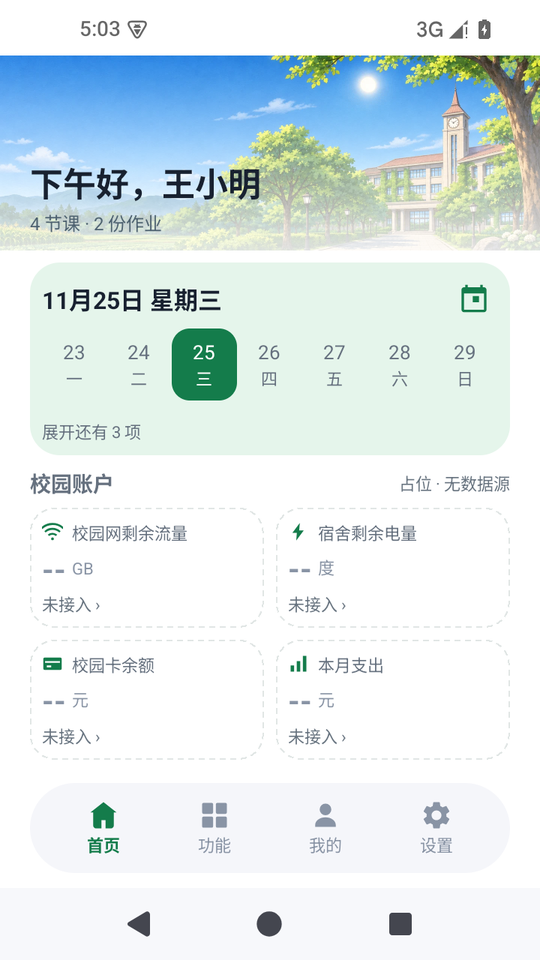 5:03
3G
下午好，王小明
4 节课 · 2 份作业
11月25日 星期三
23 24 25 26 27 28 29
一 二 三 四 五 六 日
展开还有 3 项
校园账户
占位 · 无数据源
校园网剩余流量
-- GB
未接入 ›
宿舍剩余电量
-- 度
未接入 ›
校园卡余额
-- 元
未接入 ›
本月支出
-- 元
未接入 ›
首页 功能 我的 设置